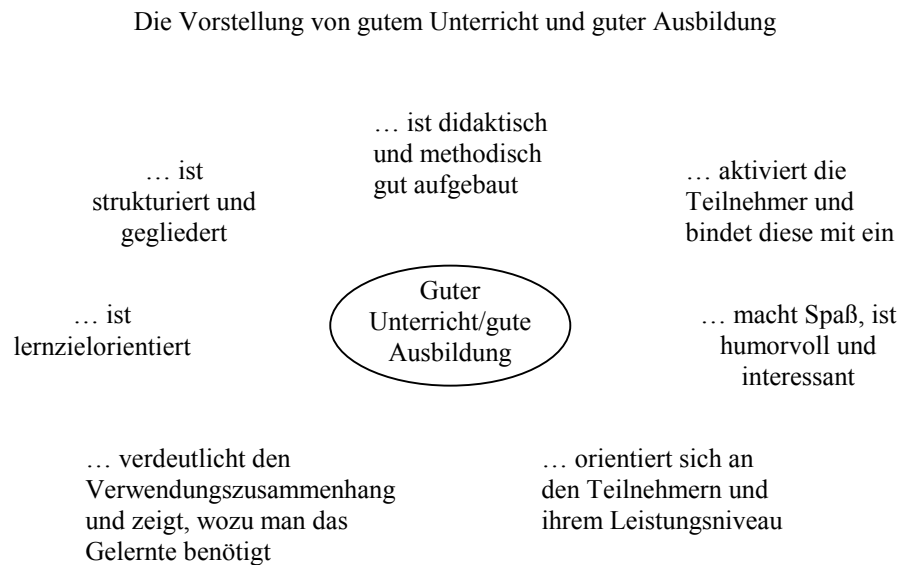 Die Vorstellung von gutem Unterricht und guter Ausbildung
… ist didaktisch
und methodisch
gut aufgebaut
… ist
strukturiert und
gegliedert
… aktiviert die
Teilnehmer und
bindet diese mit ein
Guter
Unterricht/gute
Ausbildung
… ist
lernzielorientiert
… macht Spaß, ist
humorvoll und
interessant
… verdeutlicht den
Verwendungszusammenhang
und zeigt, wozu man das
Gelernte benötigt
… orientiert sich an
den Teilnehmern und
ihrem Leistungsniveau